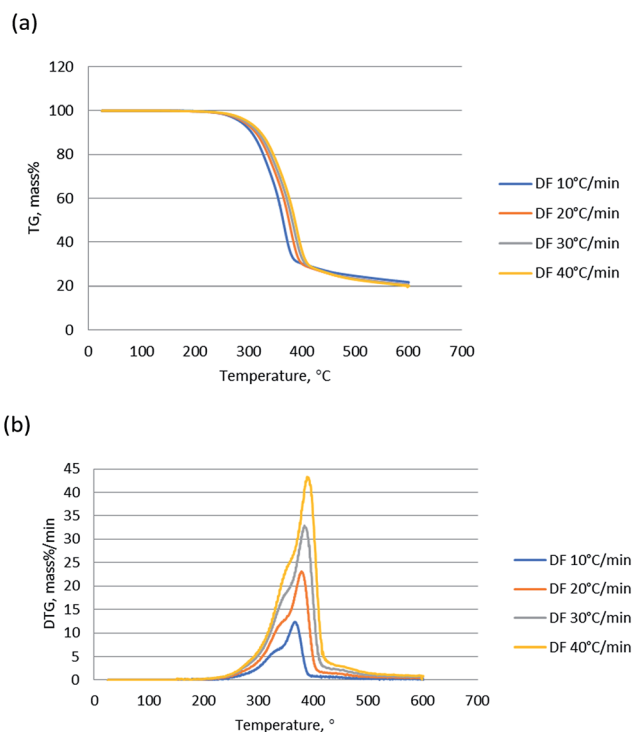 (a)
120
100
80
60
40
20
0
TG, mass%
0 100 200 300 400 500 600 700
Temperature, °C
DF 10°C/min
DF 20°C/min
DF 30°C/min
DF 40°C/min
(b)
45
40
35
30
25
20
15
10
5
0
DTG, mass%/min
0 100 200 300 400 500 600 700
Temperature, °
DF 10°C/min
DF 20°C/min
DF 30°C/min
DF 40°C/min